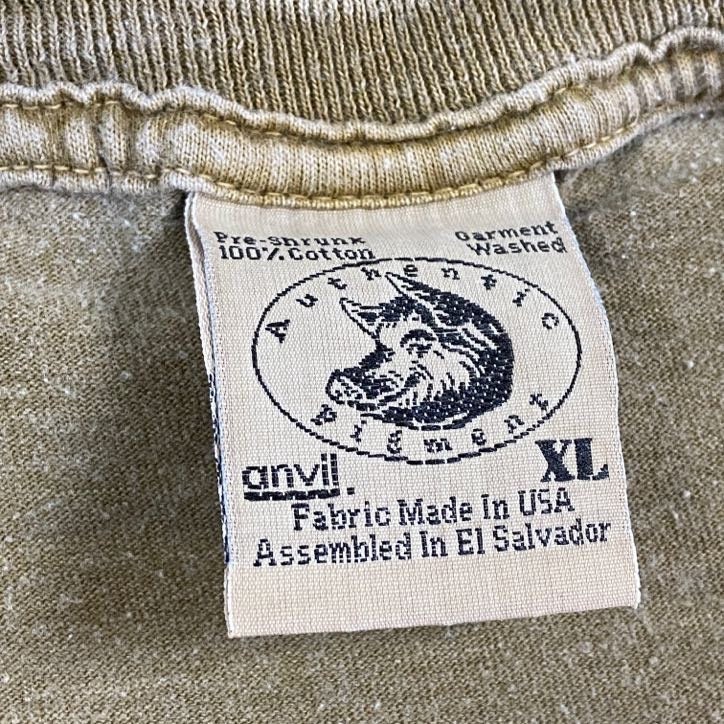 Pre-Shrunk
100% Cotton
Garment
Washed
Authentic
Pigment
anvil.
XL
Fabric Made In USA
Assembled In El Salvador